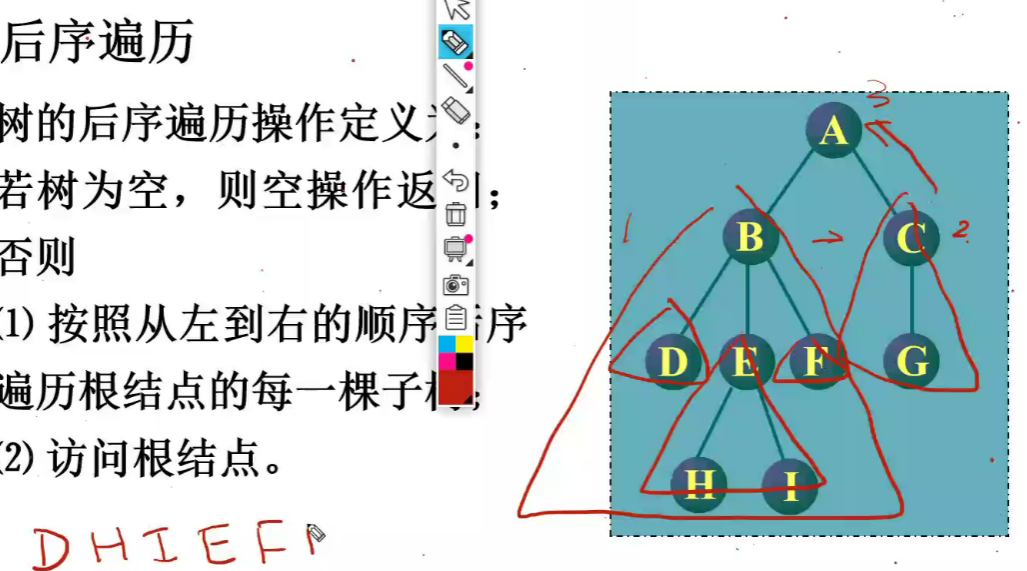 后序遍历
树的后序遍历操作定义为：
若树为空，则空操作返 ；
否则
(1) 按照从左到右的顺序后序
遍历根结点的每一棵子 ；
(2) 访问根结点。
D H I E F
3
A
1
B
C
2
D
E
F
G
H
I